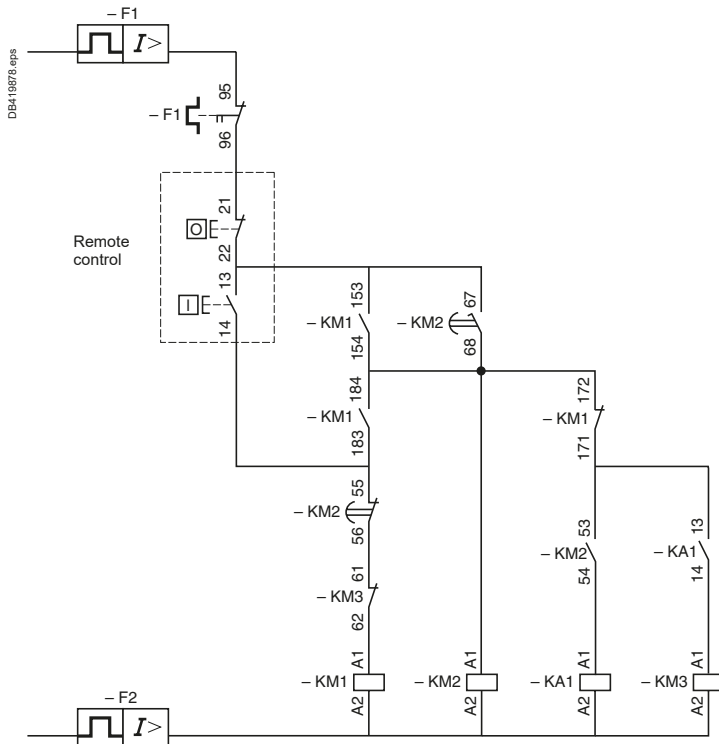 – F1
I >
DB419878.eps
95
– F1
96
21
O
Remote
control
22
13
I
14
153
– KM1
154
67
– KM2
68
184
– KM1
183
172
– KM1
171
55
– KM2
56
53
– KM2
54
13
– KA1
14
61
– KM3
62
A1
– KM1
A2
A1
– KM2
A2
A1
– KA1
A2
A1
– KM3
A2
– F2
I >